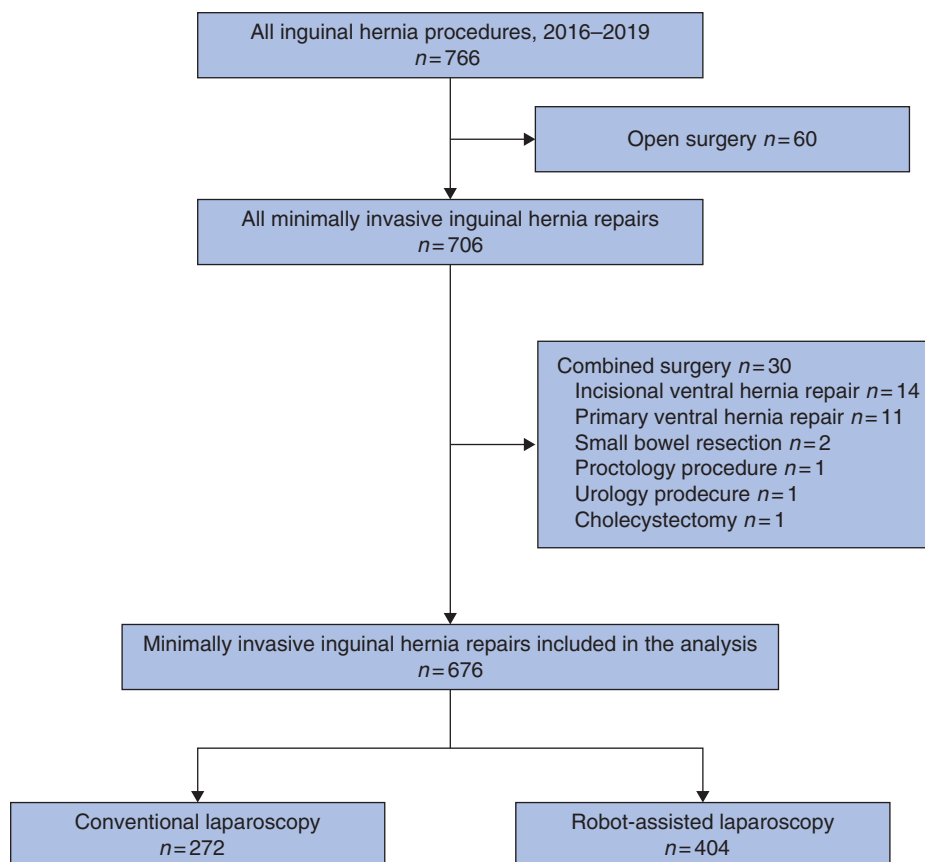 All inguinal hernia procedures, 2016–2019
n=766
Open surgery n=60
All minimally invasive inguinal hernia repairs
n=706
Combined surgery n=30
Incisional ventral hernia repair n=14
Primary ventral hernia repair n=11
Small bowel resection n=2
Proctology procedure n=1
Urology prodecure n=1
Cholecystectomy n=1
Minimally invasive inguinal hernia repairs included in the analysis
n=676
Conventional laparoscopy
n=272
Robot-assisted laparoscopy
n=404